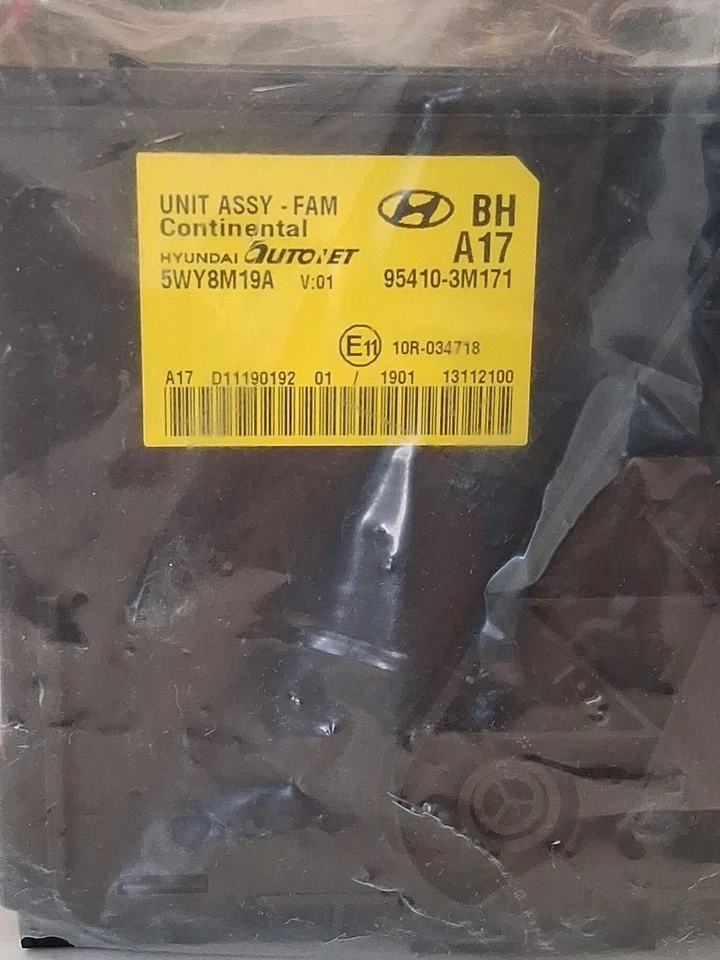 UNIT ASSY - FAM
Continental
HYUNDAI AUTONET
5WY8M19A V:01
BH
A17
95410-3M171
E11 10R-034718
A17 D11190192 01 / 1901 13112100